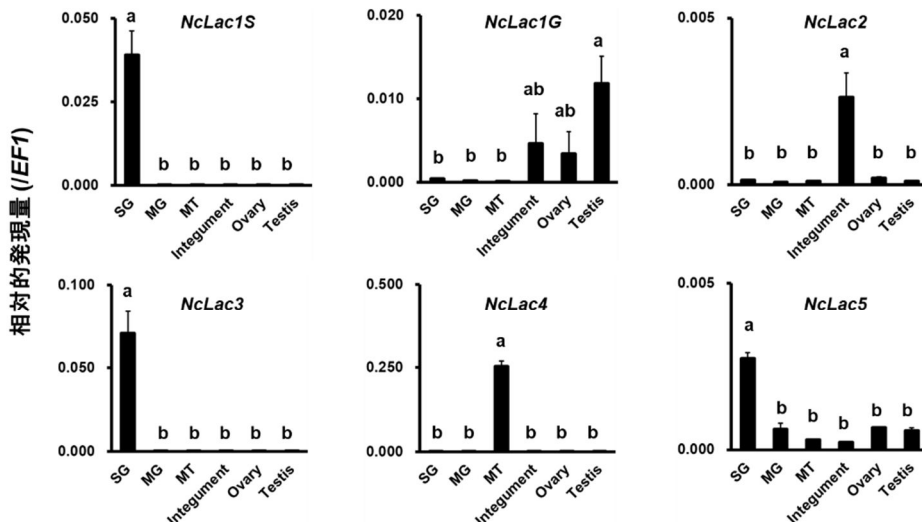 相対的発現量 (/EF1)
NcLac1S
0.050
0.025
0.000
a b b b b b
SG MG MT Integument Ovary Testis
NcLac1G
0.020
0.010
0.000
b b b ab ab a
SG MG MT Integument Ovary Testis
NcLac2
0.005
0.000
b b b a b b
SG MG MT Integument Ovary Testis
NcLac3
0.100
0.050
0.000
a b b b b b
SG MG MT Integument Ovary Testis
NcLac4
0.500
0.250
0.000
b b a b b b
SG MG MT Integument Ovary Testis
NcLac5
0.005
0.000
a b b b b b
SG MG MT Integument Ovary Testis